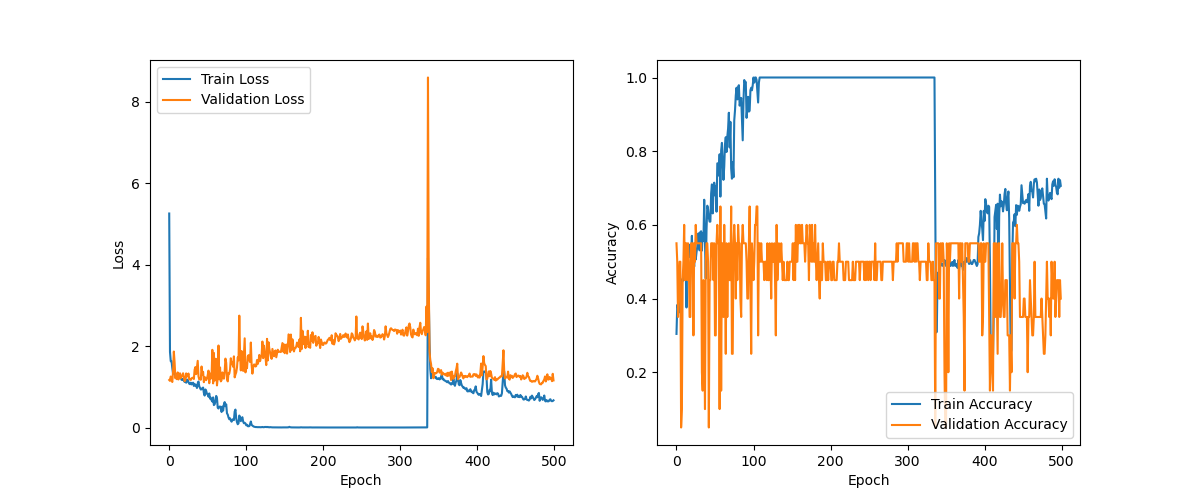 Train Loss
Validation Loss
8
6
4
2
0
0 100 200 300 400 500
Epoch
Loss
1.0
0.8
0.6
0.4
0.2
0 100 200 300 400 500
Epoch
Accuracy
Train Accuracy
Validation Accuracy